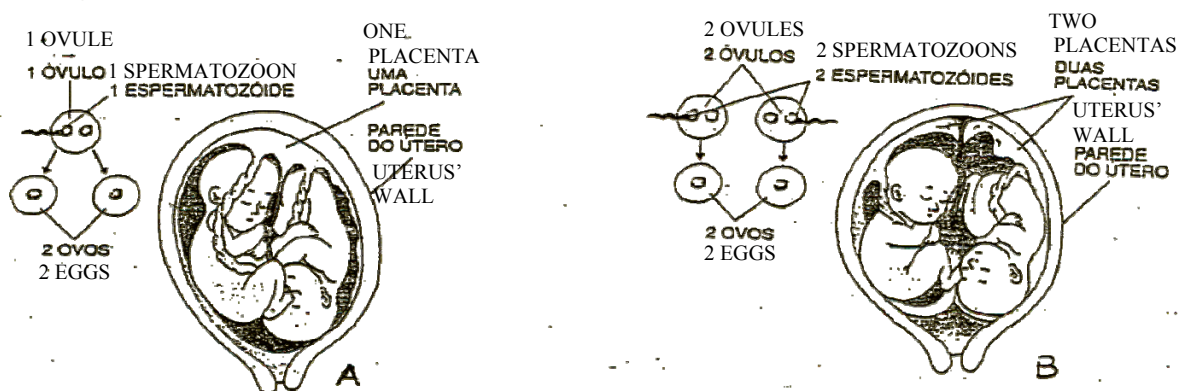 1 OVULE
1 ÓVULO
1 SPERMATOZOON
1 ESPERMATOZÓIDE
ONE
PLACENTA
UMA
PLACENTA
PAREDE
DO ÚTERO
UTERUS'
WALL
2 OVOS
2 EGGS
A
2 OVULES
2 ÓVULOS
2 SPERMATOZOONS
2 ESPERMATOZÓIDES
TWO
PLACENTAS
DUAS
PLACENTAS
UTERUS'
WALL
PAREDE
DO ÚTERO
2 OVOS
2 EGGS
B